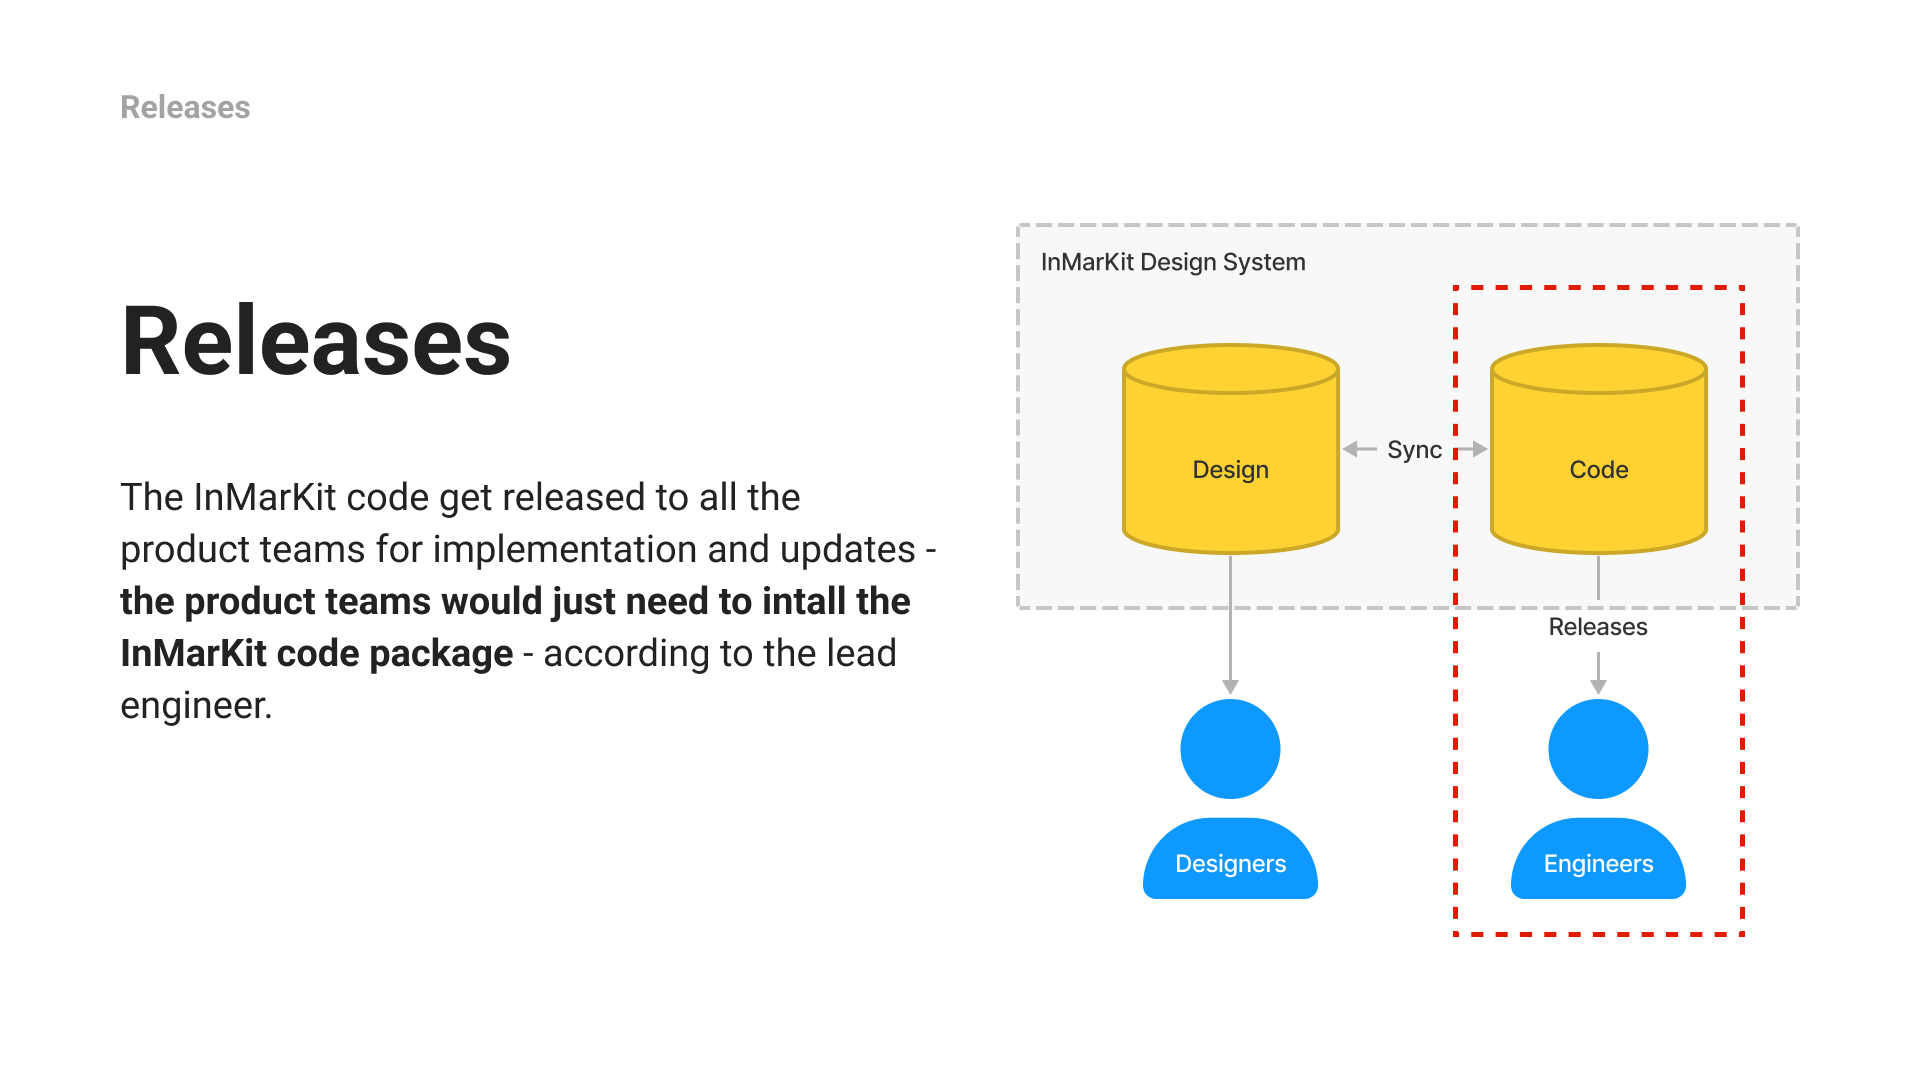 Releases
Releases
The InMarKit code get released to all the
product teams for implementation and updates -
the product teams would just need to intall the
InMarKit code package - according to the lead
engineer.
InMarKit Design System
Design
Sync
Code
Releases
Designers
Engineers